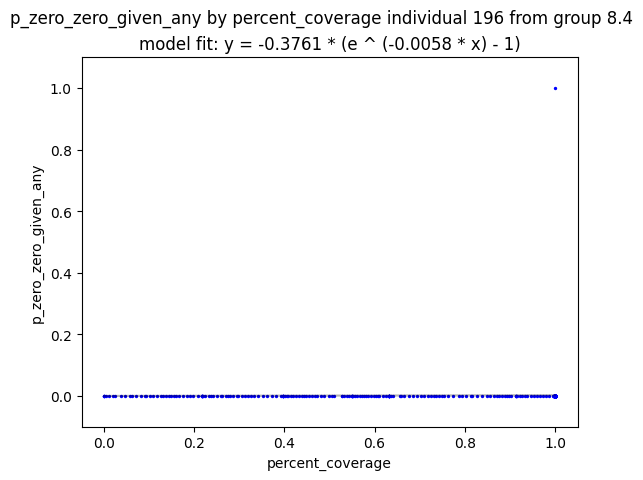 p_zero_zero_given_any by percent_coverage individual 196 from group 8.4
model fit: y = -0.3761 * (e ^ (-0.0058 * x) - 1)
1.0
0.8
0.6
0.4
0.2
0.0
p_zero_zero_given_any
0.0 0.2 0.4 0.6 0.8 1.0
percent_coverage